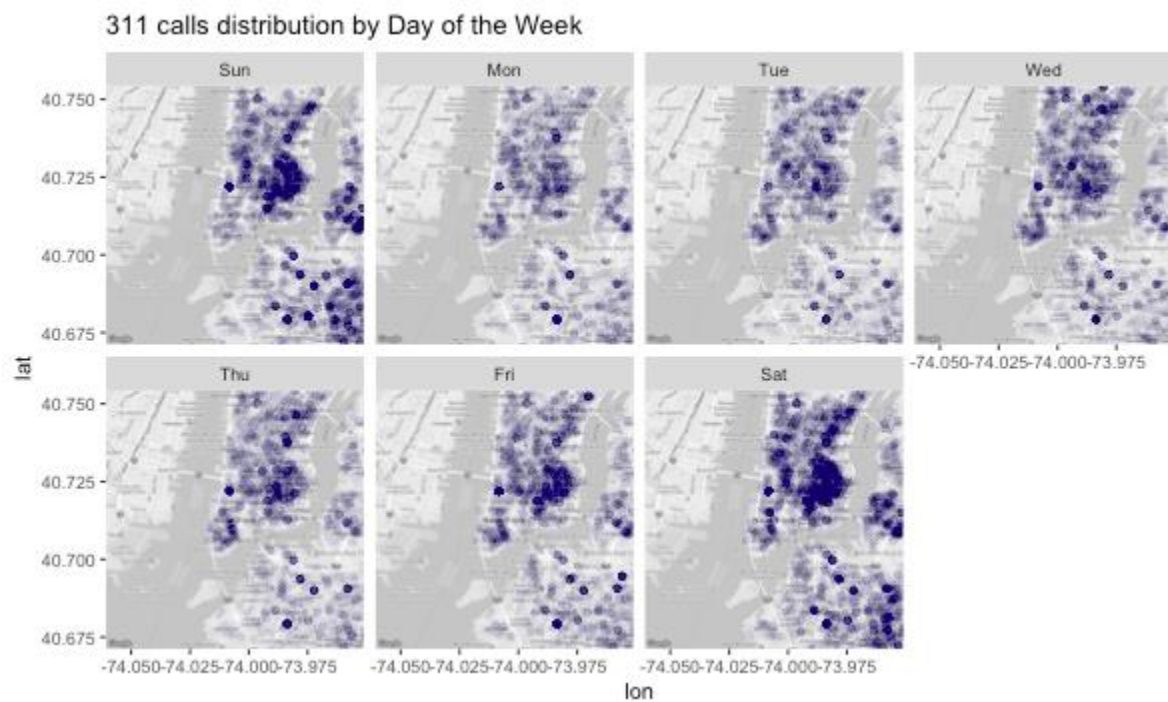 311 calls distribution by Day of the Week
Sun Mon Tue Wed
40.750
40.725
40.700
40.675
-74.050 -74.025 -74.000 -73.975
lat
Thu Fri Sat
40.750
40.725
40.700
40.675
-74.050 -74.025 -74.000 -73.975 -74.050 -74.025 -74.000 -73.975 -74.050 -74.025 -74.000 -73.975
lon